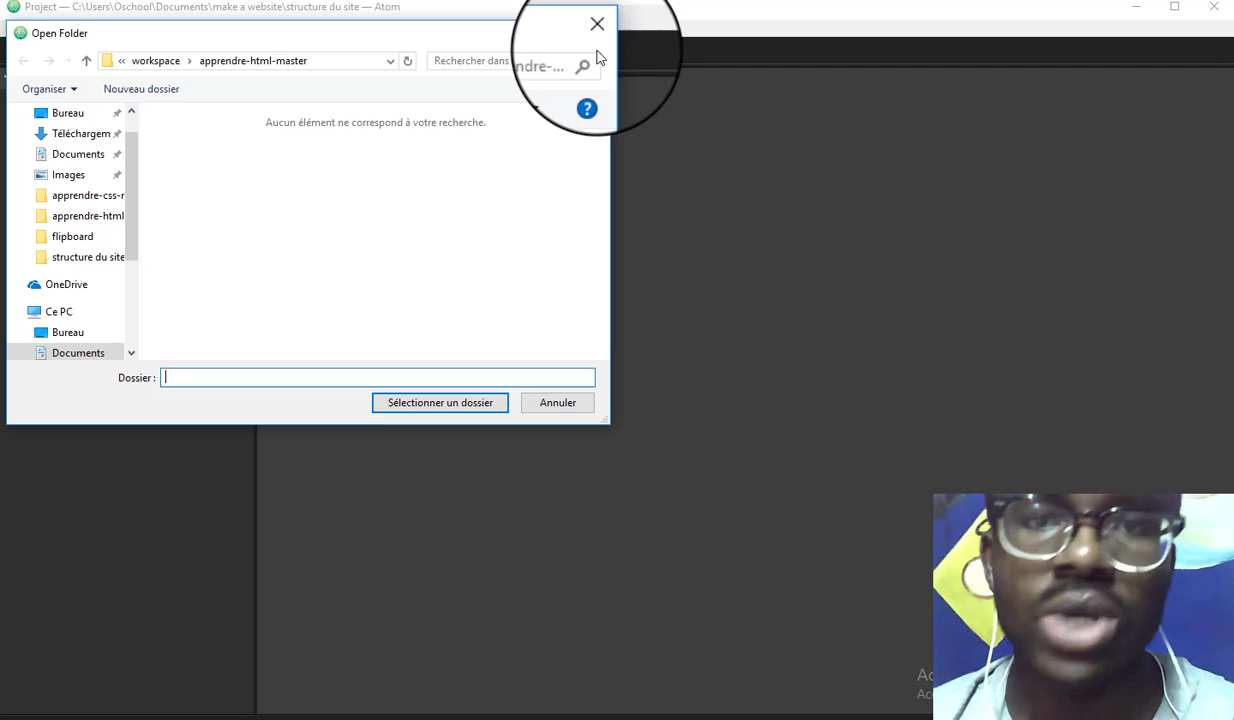 Project — C:\Users\Oschool\Documents\make a website\structure du site — Atom
Open Folder
« workspace › apprendre-html-master
Rechercher dans
ndre-...
Organiser
Nouveau dossier
?
Bureau
Téléchargem
Documents
Images
apprendre-css-r
apprendre-html
flipboard
structure du site
OneDrive
Ce PC
Bureau
Documents
Aucun élément ne correspond à votre recherche.
Dossier :
Sélectionner un dossier
Annuler
Ac
Acc